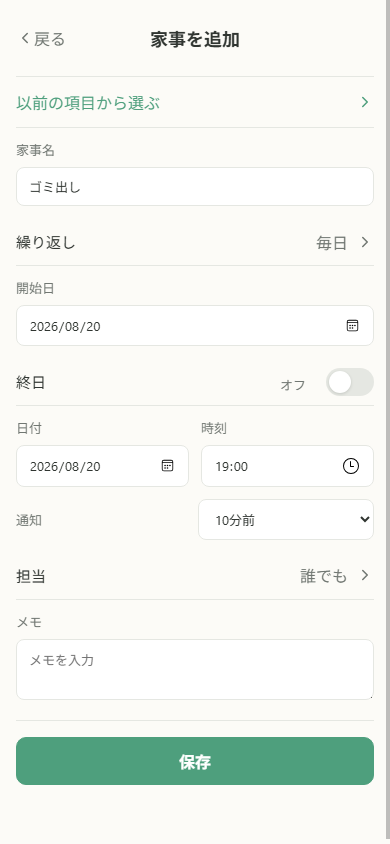 戻る
家事を追加
以前の項目から選ぶ
家事名
ゴミ出し
繰り返し 毎日
開始日
2026/08/20
終日 オフ
日付 時刻
2026/08/20 19:00
通知 10分前
担当 誰でも
メモ
メモを入力
保存